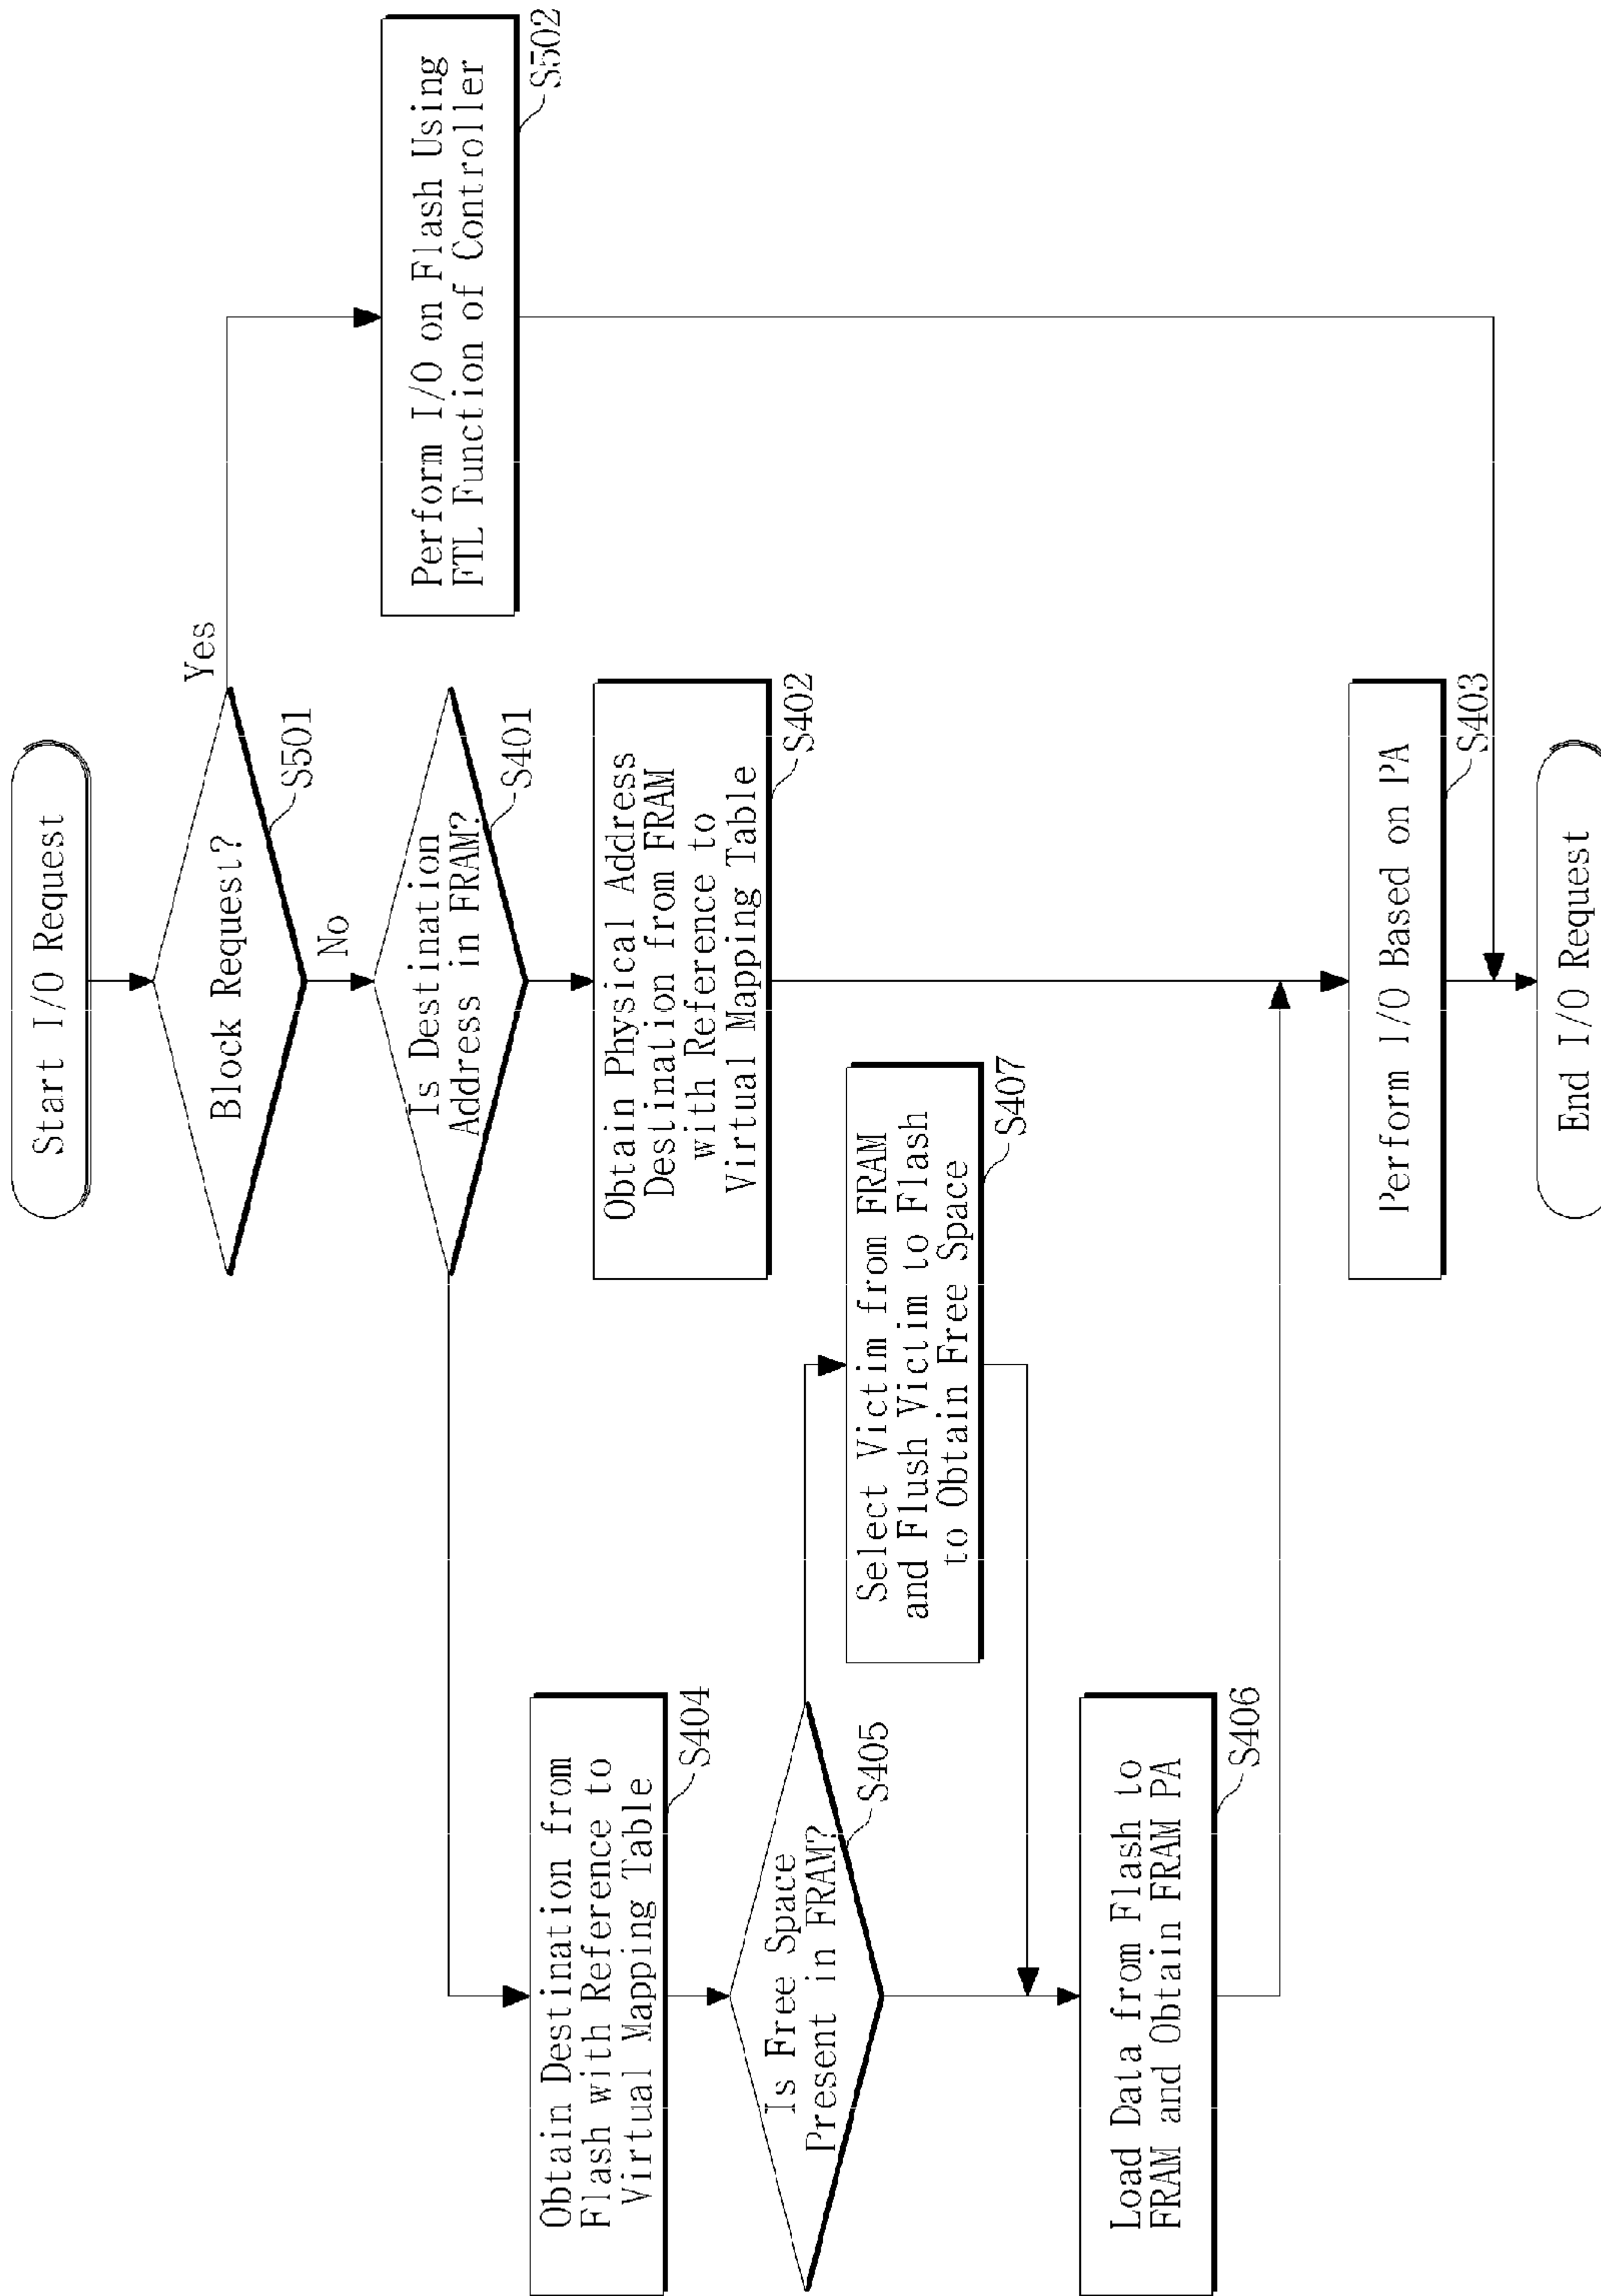 Start I/O Request
Block Request?
S501
Yes
No
Perform I/O on Flash Using
FTL Function of Controller
S502
Is Destination
Address in FRAM?
S401
Obtain Physical Address
Destination from FRAM
with Reference to
Virtual Mapping Table
S402
Obtain Destination from
Flash with Reference to
Virtual Mapping Table
S404
Is Free Space
Present in FRAM?
S405
Select Victim from FRAM
and Flush Victim to Flash
to Obtain Free Space
S407
Load Data from Flash to
FRAM and Obtain FRAM PA
S406
Perform I/O Based on PA
S403
End I/O Request